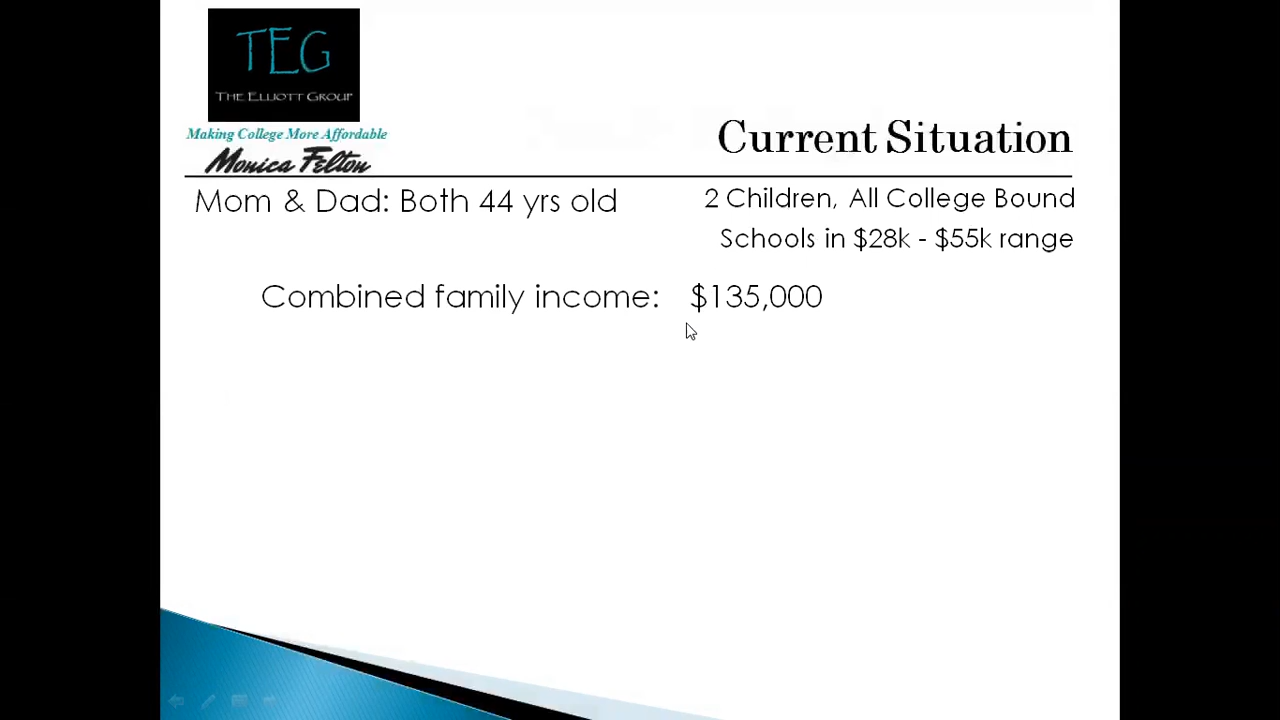 TEG
THE ELLIOTT GROUP
Making College More Affordable
Monica Felton
Current Situation
Mom & Dad: Both 44 yrs old
2 Children, All College Bound
Schools in $28k - $55k range
Combined family income: $135,000